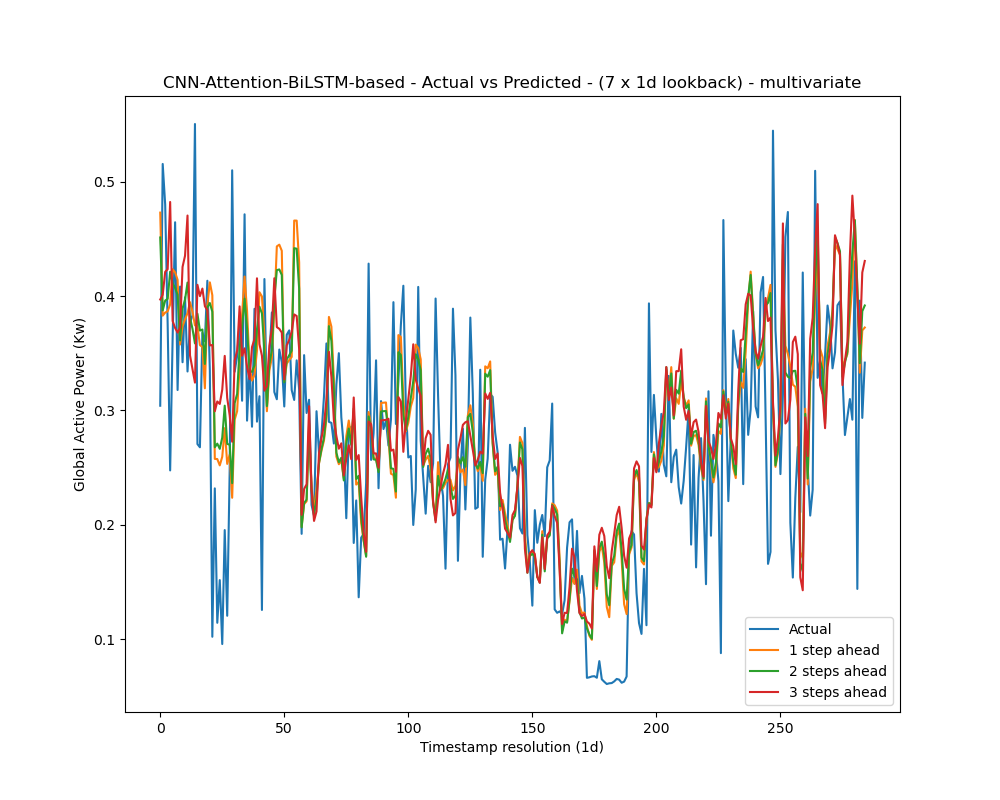 CNN-Attention-BiLSTM-based - Actual vs Predicted - (7 x 1d lookback) - multivariate
Global Active Power (Kw)
0.5
0.4
0.3
0.2
0.1
0 50 100 150 200 250
Timestamp resolution (1d)
Actual
1 step ahead
2 steps ahead
3 steps ahead